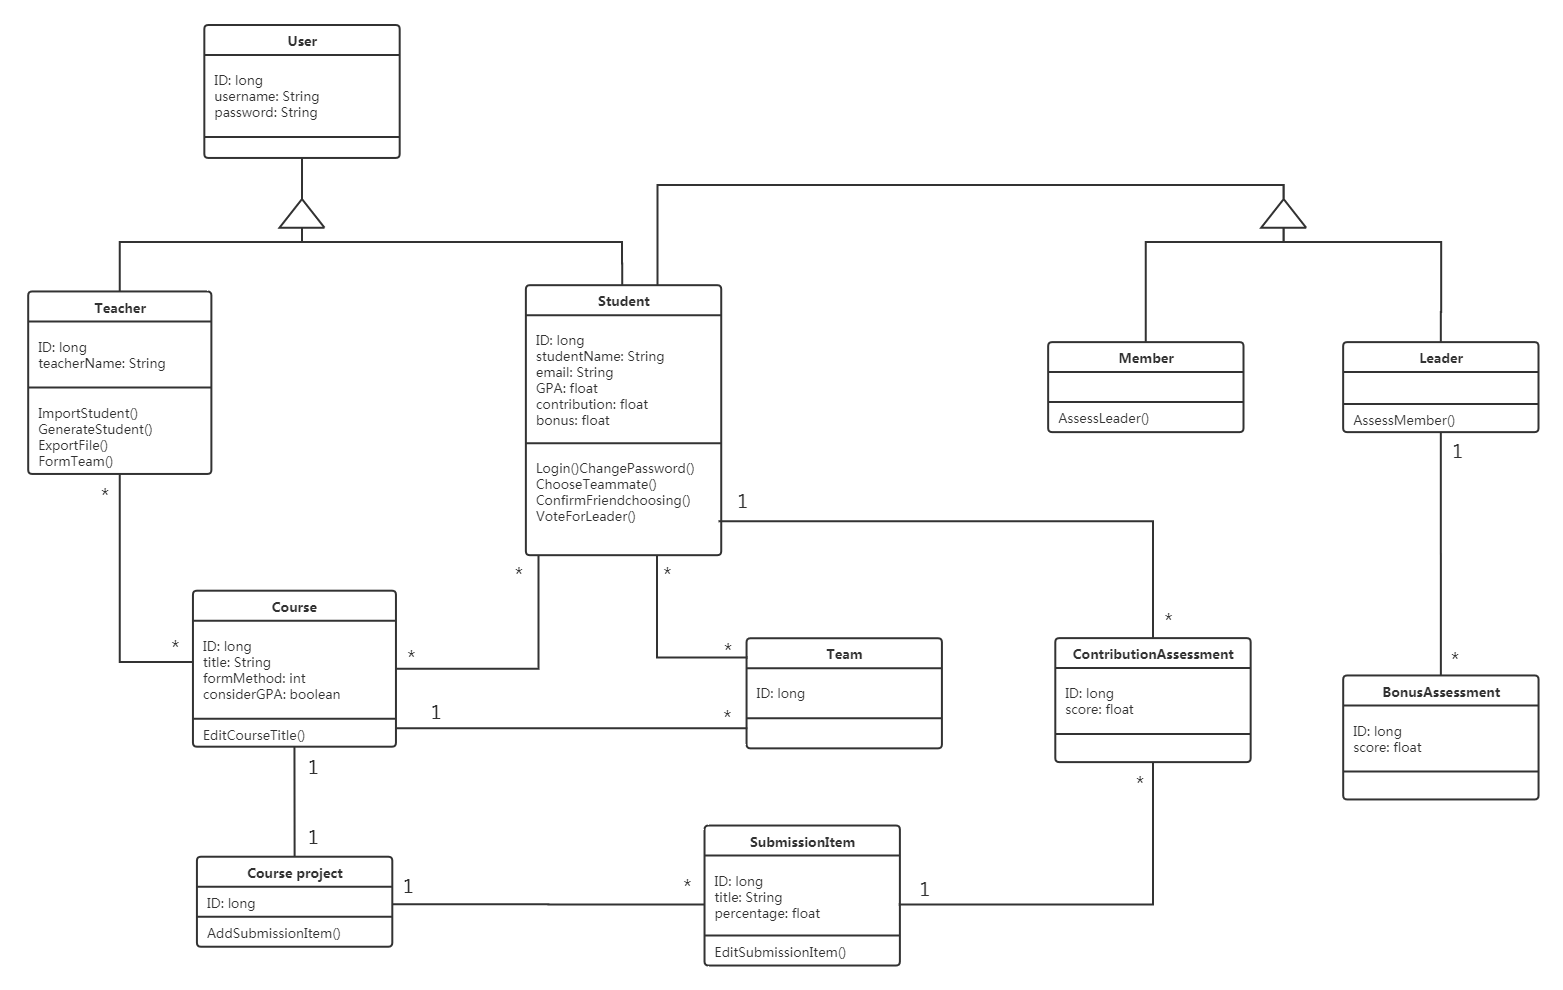 User
ID: long
username: String
password: String
Teacher
ID: long
teacherName: String
ImportStudent()
GenerateStudent()
ExportFile()
FormTeam()
*
*
Student
ID: long
studentName: String
email: String
GPA: float
contribution: float
bonus: float
Login()ChangePassword()
ChooseTeammate()
ConfirmFriendchoosing()
VoteForLeader()
1
*
*
Member
AssessLeader()
Leader
AssessMember()
1
*
Course
ID: long
title: String
formMethod: int
considerGPA: boolean
EditCourseTitle()
*
1
*
*
Team
ID: long
*
ContributionAssessment
ID: long
score: float
*
BonusAssessment
ID: long
score: float
1
1
Course project
ID: long
AddSubmissionItem()
1
*
SubmissionItem
ID: long
title: String
percentage: float
EditSubmissionItem()
1